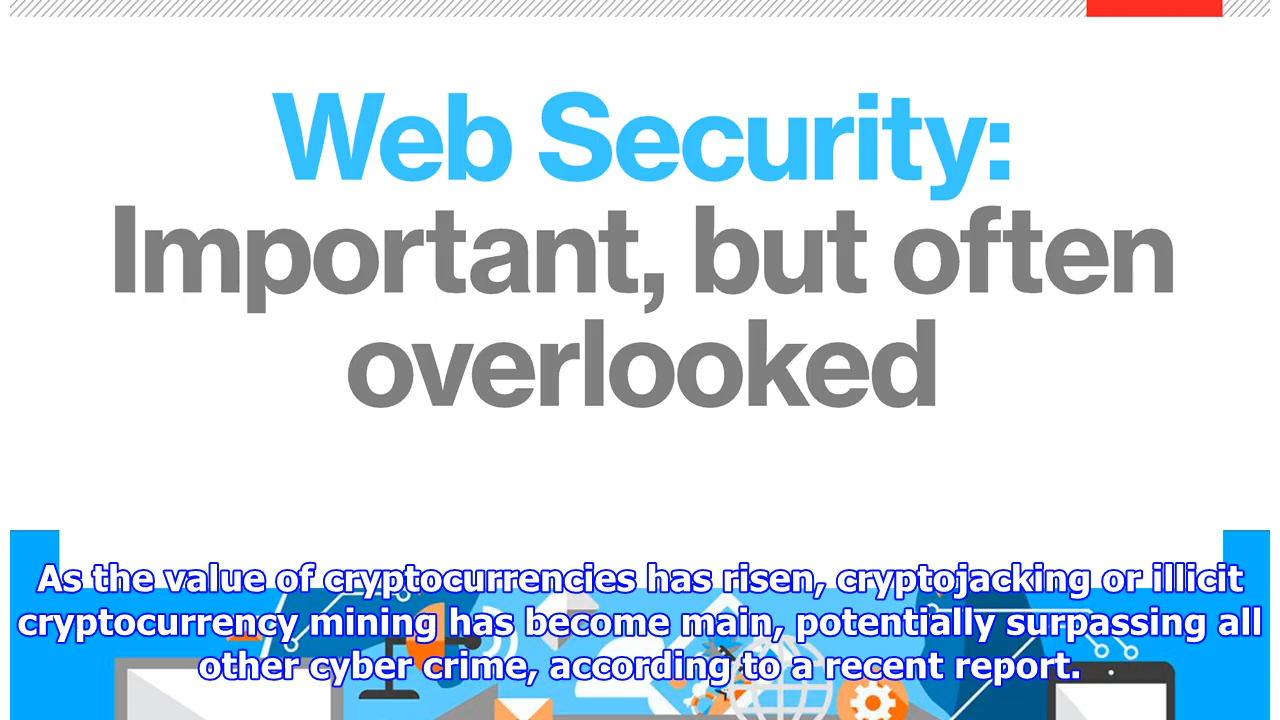 Web Security:
Important, but often
overlooked
As the value of cryptocurrencies has risen, cryptojacking or illicit
cryptocurrency mining has become main, potentially surpassing all
other cyber crime, according to a recent report.